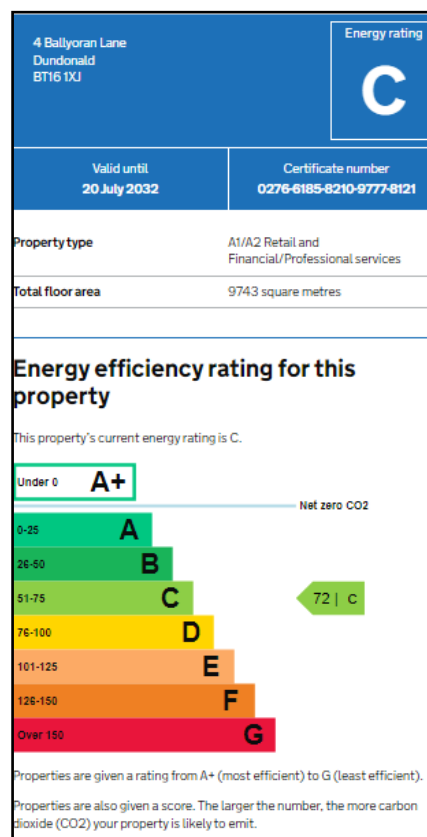 4 Ballyoran Lane
Dundonald
BT16 1XJ
Energy rating
C
Valid until
20 July 2032
Certificate number
0276-6185-8210-9777-8121
Property type
A1/A2 Retail and
Financial/Professional services
Total floor area
9743 square metres
Energy efficiency rating for this
property
This property's current energy rating is C.
Under 0 A+
Net zero CO2
0-25 A
26-50 B
51-75 C
72 | C
76-100 D
101-125 E
126-150 F
Over 150 G
Properties are given a rating from A+ (most efficient) to G (least efficient).
Properties are also given a score. The larger the number, the more carbon
dioxide (CO2) your property is likely to emit.